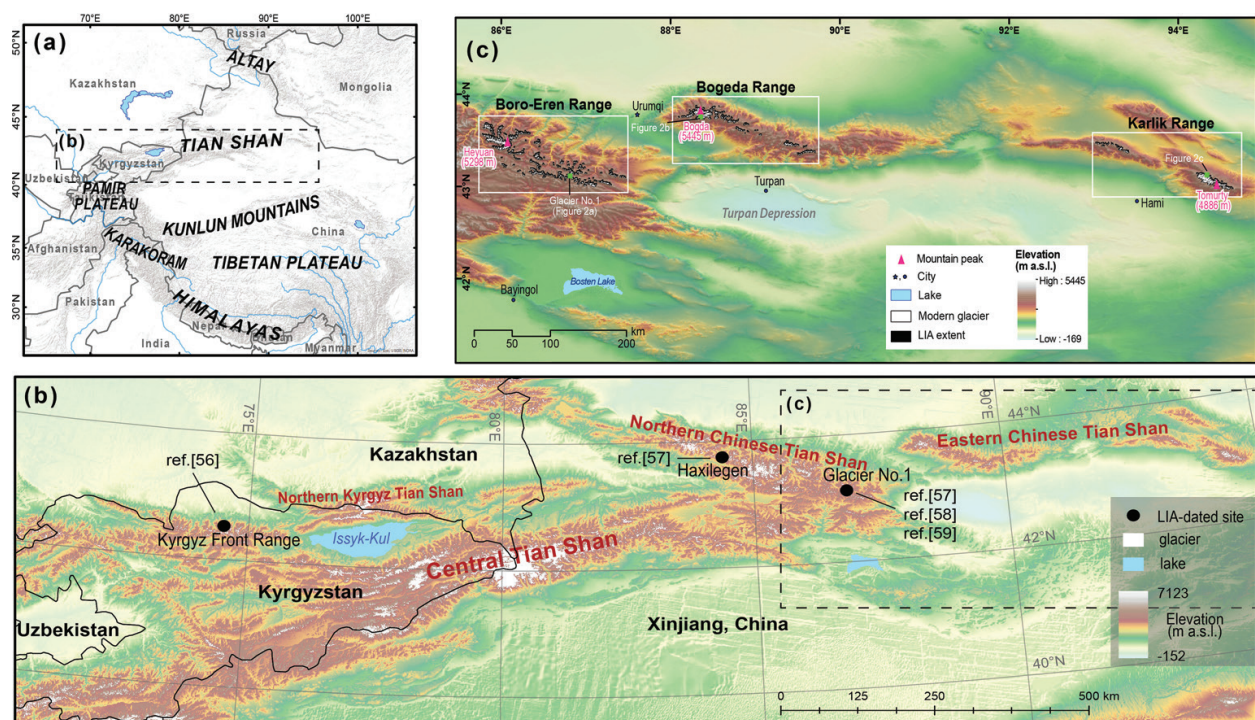 70°E 80°E 90°E 100°E
50°N
45°N
40°N
35°N
30°N
(a)
Russia
ALTAY
Kazakhstan
Mongolia
(b)
TIAN SHAN
Kyrgyzstan
Uzbekistan
PAMIR
PLATEAU
KUNLUN MOUNTAINS
China
Afghanistan
KARAKORAM
TIBETAN PLATEAU
Pakistan
HIMALAYAS
Nepal
India
Myanmar
86°E 88°E 90°E 92°E 94°E
44°N
43°N
42°N
(c)
Boro-Eren Range
Bogeda Range
Karlik Range
Urumqi
Figure 2b
Bogda
(5445 m)
Heyuan
(5298 m)
Glacier No.1
(Figure 2a)
Turpan
Turpan Depression
Figure 2c
Tomurty
(4886 m)
Hami
Bayingol
Bosten Lake
0 50 100 200
km
Mountain peak
City
Lake
Modern glacier
LIA extent
Elevation
(m a.s.l.)
High : 5445
Low : -169
(b)
75°E
80°E
85°E
90°E
44°N
42°N
40°N
(c)
ref.[56]
Kyrgyz Front Range
Kazakhstan
Northern Kyrgyz Tian Shan
Issyk-Kul
Central Tian Shan
Kyrgyzstan
Uzbekistan
Northern Chinese Tian Shan
ref.[57]
Haxilegen
Glacier No.1
ref.[57]
ref.[58]
ref.[59]
Eastern Chinese Tian Shan
Xinjiang, China
LIA-dated site
glacier
lake
7123
Elevation
(m a.s.l.)
-152
0 125 250 500 km